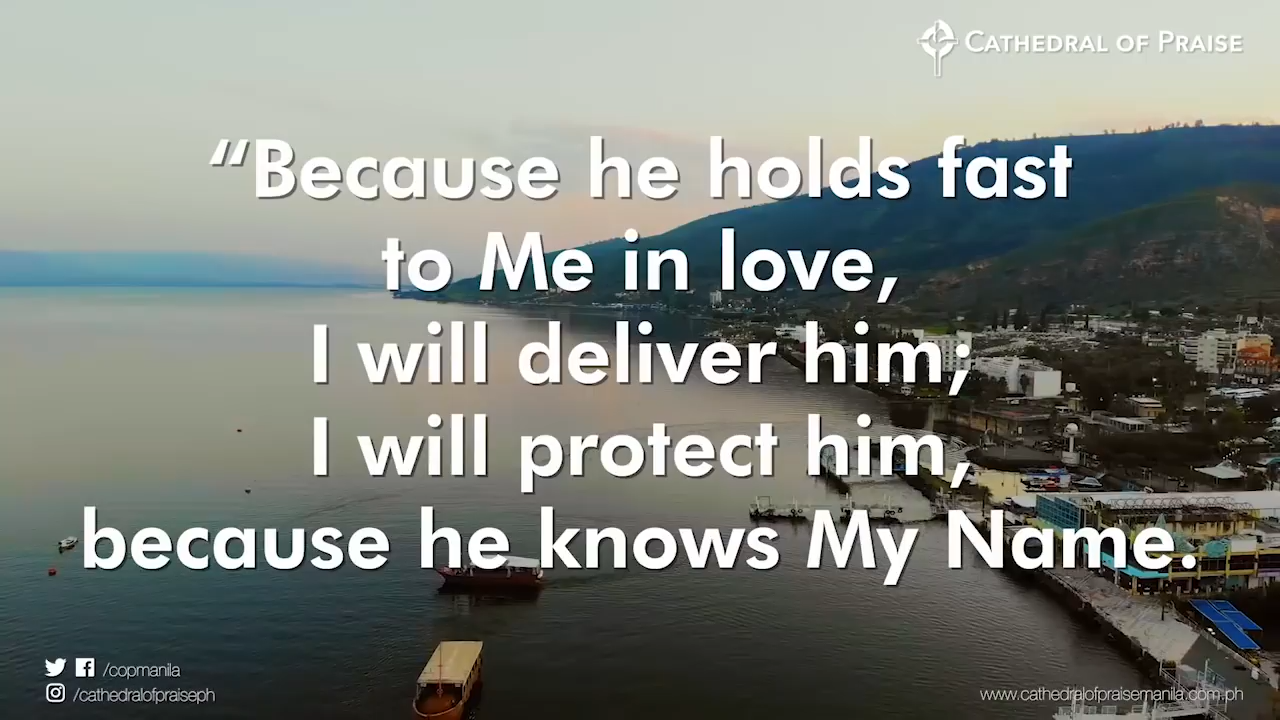 CATHEDRAL OF PRAISE
“Because he holds fast
to Me in love,
I will deliver him;
I will protect him,
because he knows My Name.
/copmanila
/cathedralofpraiseph
www.cathedralofpraisemanila.com.ph